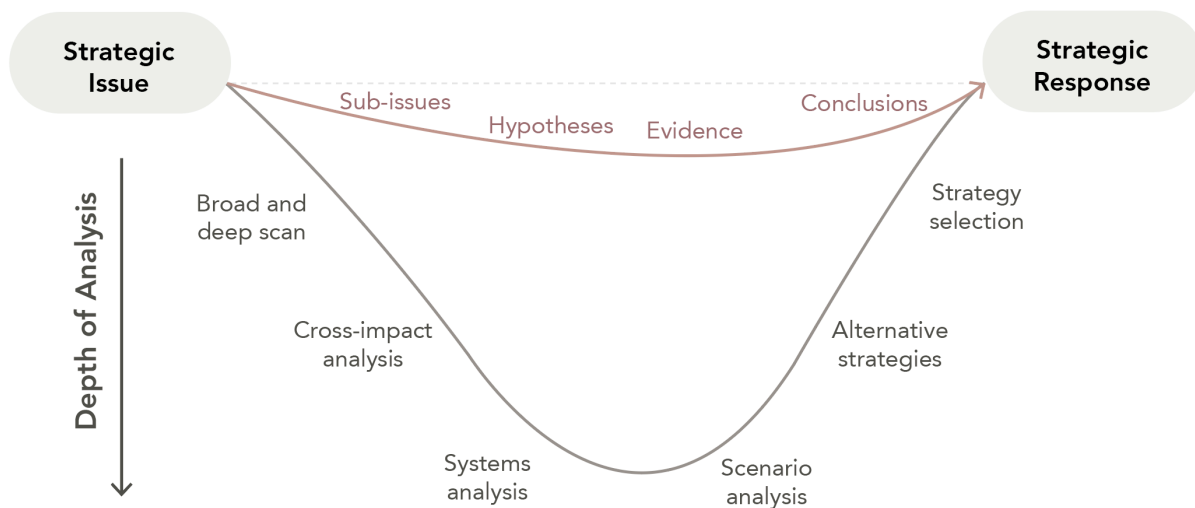 Strategic
Issue
Strategic
Response
Sub-issues
Hypotheses
Evidence
Conclusions
Depth of Analysis
Broad and
deep scan
Cross-impact
analysis
Systems
analysis
Scenario
analysis
Alternative
strategies
Strategy
selection